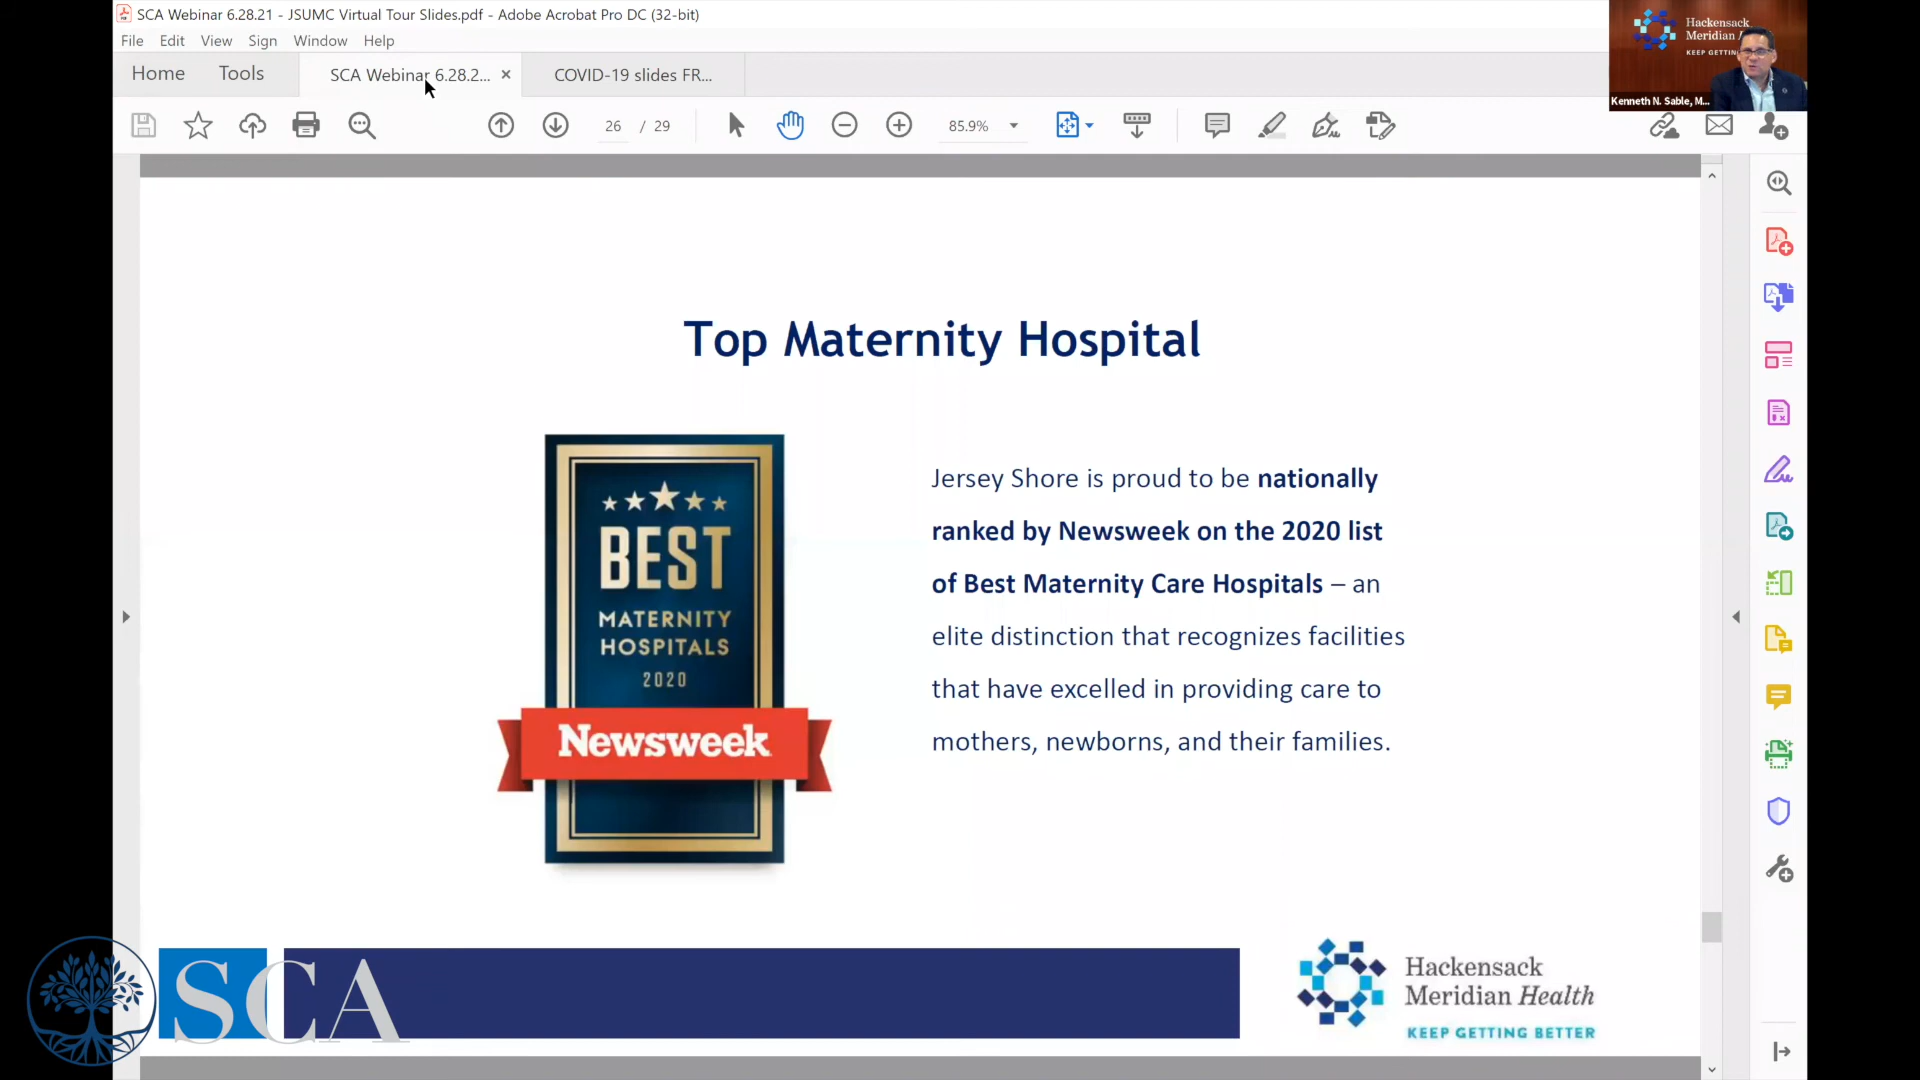 SCA Webinar 6.28.21 - JSUMC Virtual Tour Slides.pdf - Adobe Acrobat Pro DC (32-bit)
File Edit View Sign Window Help
Home Tools SCA Webinar 6.28.2... × COVID-19 slides FR...
26 / 29 85.9%
Hackensack
Meridian
KEEP GETTIN
Kenneth N. Sable, M...
Top Maternity Hospital
BEST
MATERNITY
HOSPITALS
2020
Newsweek
Jersey Shore is proud to be nationally
ranked by Newsweek on the 2020 list
of Best Maternity Care Hospitals – an
elite distinction that recognizes facilities
that have excelled in providing care to
mothers, newborns, and their families.
SCA
Hackensack
Meridian Health
KEEP GETTING BETTER